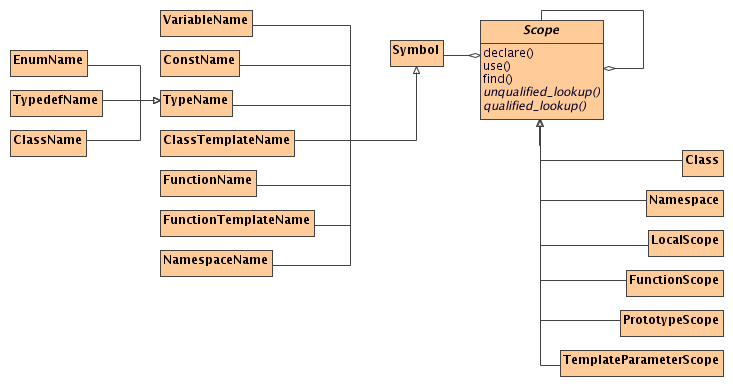 VariableName
ConstName
TypeName
ClassTemplateName
FunctionName
FunctionTemplateName
NamespaceName
EnumName
TypedefName
ClassName
Symbol
Scope
declare()
use()
find()
unqualified_lookup()
qualified_lookup()
Class
Namespace
LocalScope
FunctionScope
PrototypeScope
TemplateParameterScope